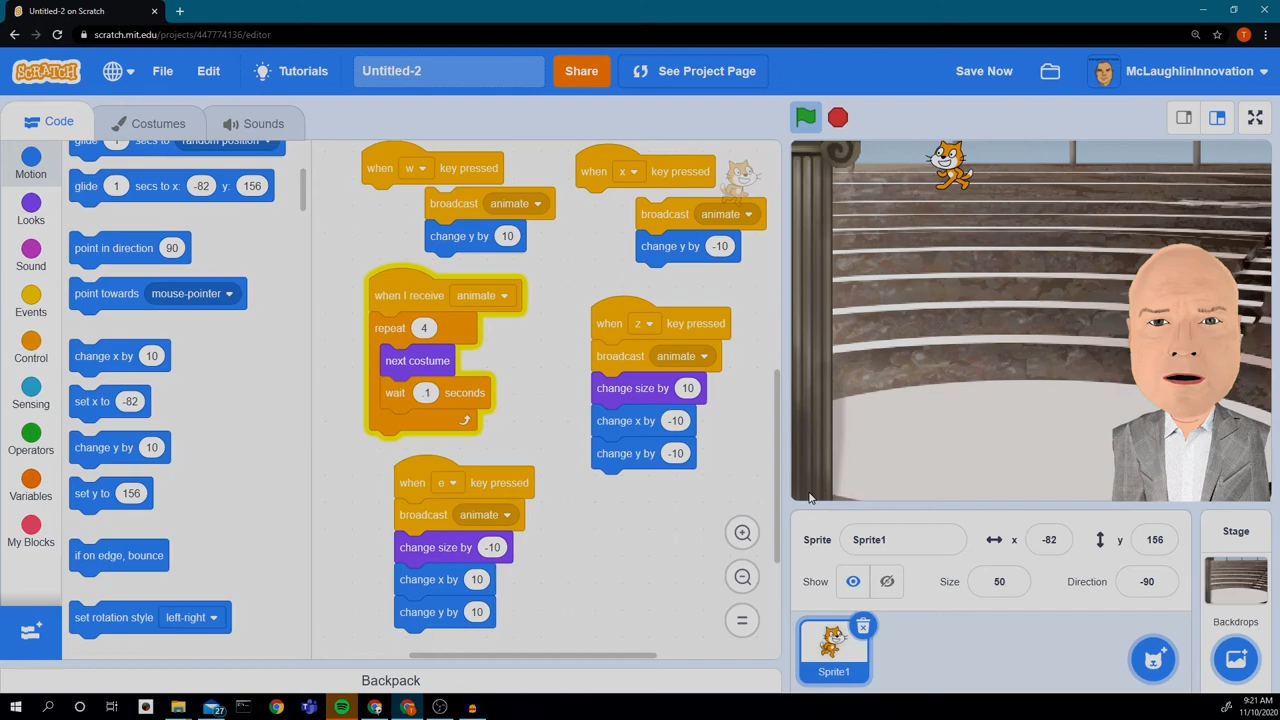 Untitled-2 on Scratch
scratch.mit.edu/projects/447774136/editor
T
SCRATCH
File
Edit
Tutorials
Untitled-2
Share
See Project Page
Save Now
McLaughlinInnovation
Code
Costumes
Sounds
Motion
Looks
Sound
Events
Control
Sensing
Operators
Variables
My Blocks
glide 1 secs to random position
glide 1 secs to x: -82 y: 156
point in direction 90
point towards mouse-pointer
change x by 10
set x to -82
change y by 10
set y to 156
if on edge, bounce
set rotation style left-right
when w key pressed
broadcast animate
change y by 10
when x key pressed
broadcast animate
change y by -10
when I receive animate
repeat 4
next costume
wait .1 seconds
when z key pressed
broadcast animate
change size by 10
change x by -10
change y by -10
when e key pressed
broadcast animate
change size by -10
change x by 10
change y by 10
Backpack
Sprite
Sprite1
x
-82
y
156
Show
Size
50
Direction
-90
Sprite1
Stage
Backdrops
27
9:21 AM
11/10/2020